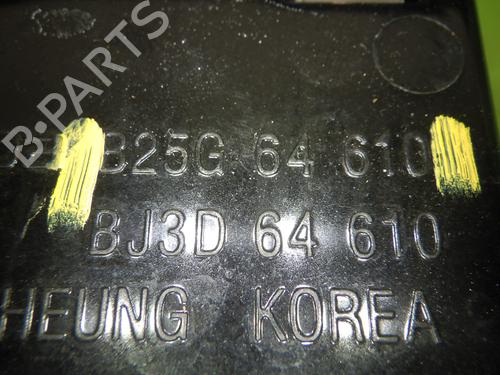 B25G 64 610
BJ3D 64 610
HEUNG KOREA
B-PARTS